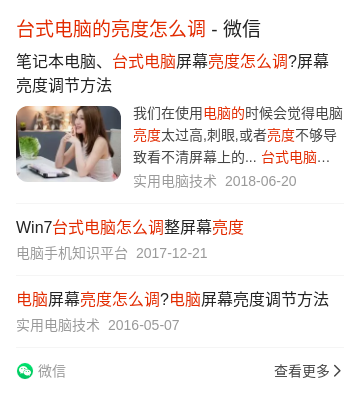 台式电脑的亮度怎么调 - 微信
笔记本电脑、台式电脑屏幕亮度怎么调?屏幕
亮度调节方法
我们在使用电脑的时候会觉得电脑
亮度太过高,刺眼,或者亮度不够导
致看不清屏幕上的... 台式电脑...
实用电脑技术 2018-06-20
Win7台式电脑怎么调整屏幕亮度
电脑手机知识平台 2017-12-21
电脑屏幕亮度怎么调?电脑屏幕亮度调节方法
实用电脑技术 2016-05-07
微信 查看更多